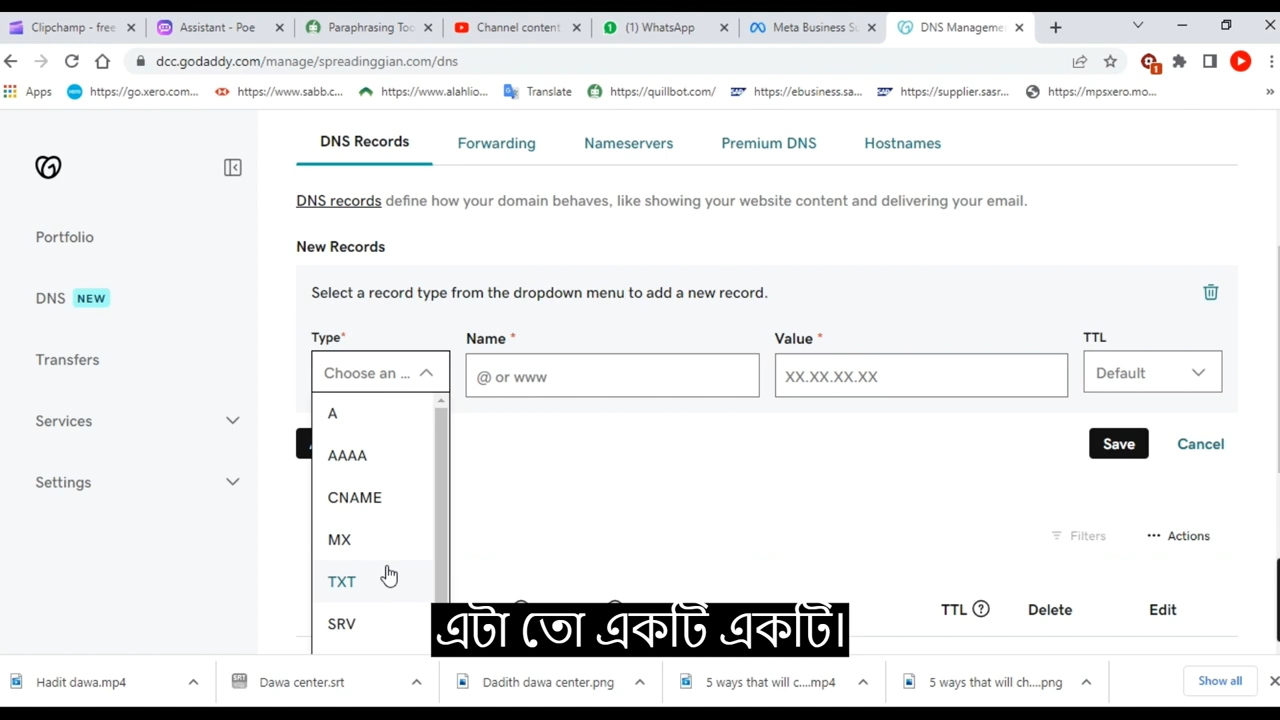 Clipchamp - free
Assistant - Poe
Paraphrasing Too
Channel content
(1) WhatsApp
Meta Business Su
DNS Manageme
dcc.godaddy.com/manage/spreadinggian.com/dns
1
Apps
https://go.xero.com...
https://www.sabb.c...
https://www.alahlio...
Translate
https://quillbot.com/
https://ebusiness.sa...
https://supplier.sasr...
https://mpsxero.mo...
»
DNS Records
Forwarding
Nameservers
Premium DNS
Hostnames
DNS records define how your domain behaves, like showing your website content and delivering your email.
Portfolio
DNS NEW
Transfers
Services
Settings
New Records
Select a record type from the dropdown menu to add a new record.
Type*
Name *
Value *
TTL
Choose an ...
@ or www
XX.XX.XX.XX
Default
A
AAAA
CNAME
MX
TXT
SRV
Save
Cancel
Filters
Actions
TTL
Delete
Edit
এটা তো একটি একটি।
Hadit dawa.mp4
Dawa center.srt
Dadith dawa center.png
5 ways that will c....mp4
5 ways that will ch....png
Show all